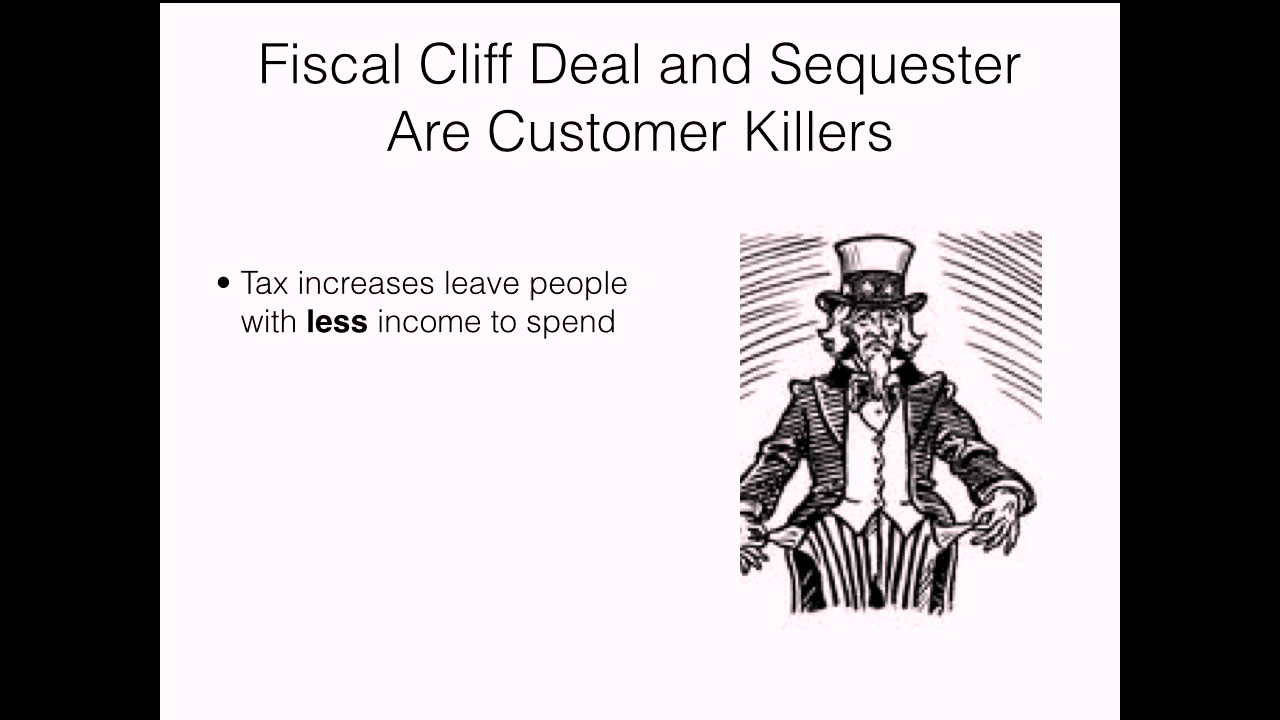 Fiscal Cliff Deal and Sequester
Are Customer Killers
• Tax increases leave people
with less income to spend